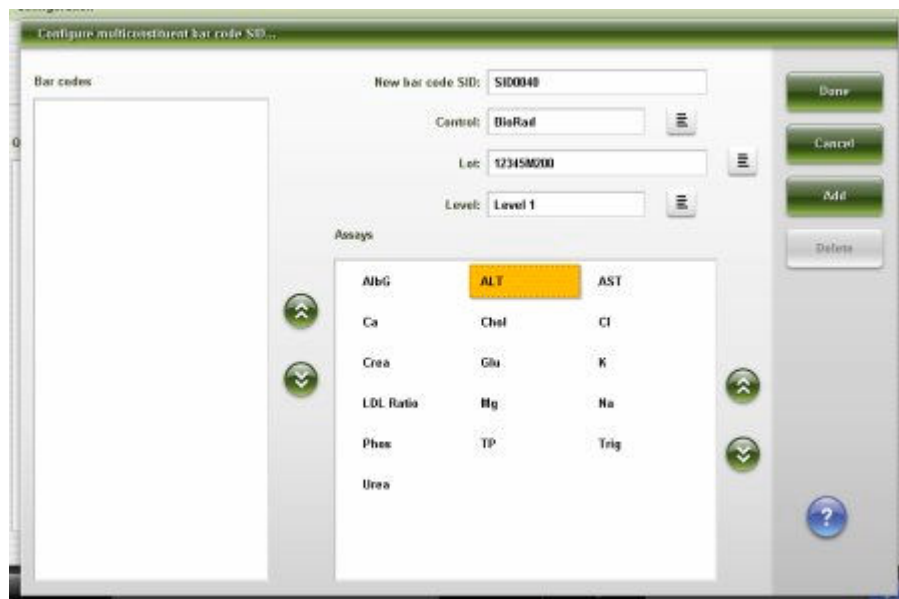 Configure multiconstituent bar code SID...
Bar codes
New bar code SID: SID0040
Control: BioRad
Lot: 12345M200
Level: Level 1
Assays
AlbG ALT AST
Ca Chol Cl
Crea Glu K
LDL Ratio Mg Na
Phos TP Trig
Urea
Done
Cancel
Add
Delete
?